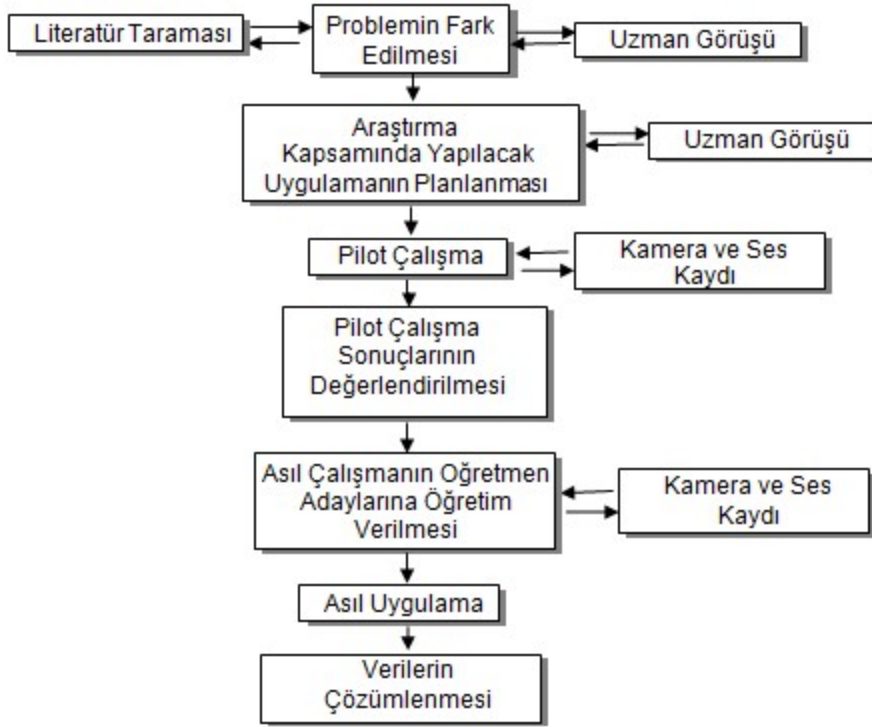 Literatür Taraması
Problemin Fark
Edilmesi
Uzman Görüşü
Araştırma
Kapsamında Yapılacak
Uygulamanın Planlanması
Uzman Görüşü
Pilot Çalışma
Kamera ve Ses
Kaydı
Pilot Çalışma
Sonuçlarının
Değerlendirilmesi
Asıl Çalışmanın Oğretmen
Adaylarına Öğretim
Verilmesi
Kamera ve Ses
Kaydı
Asıl Uygulama
Verilerin
Çözümlenmesi